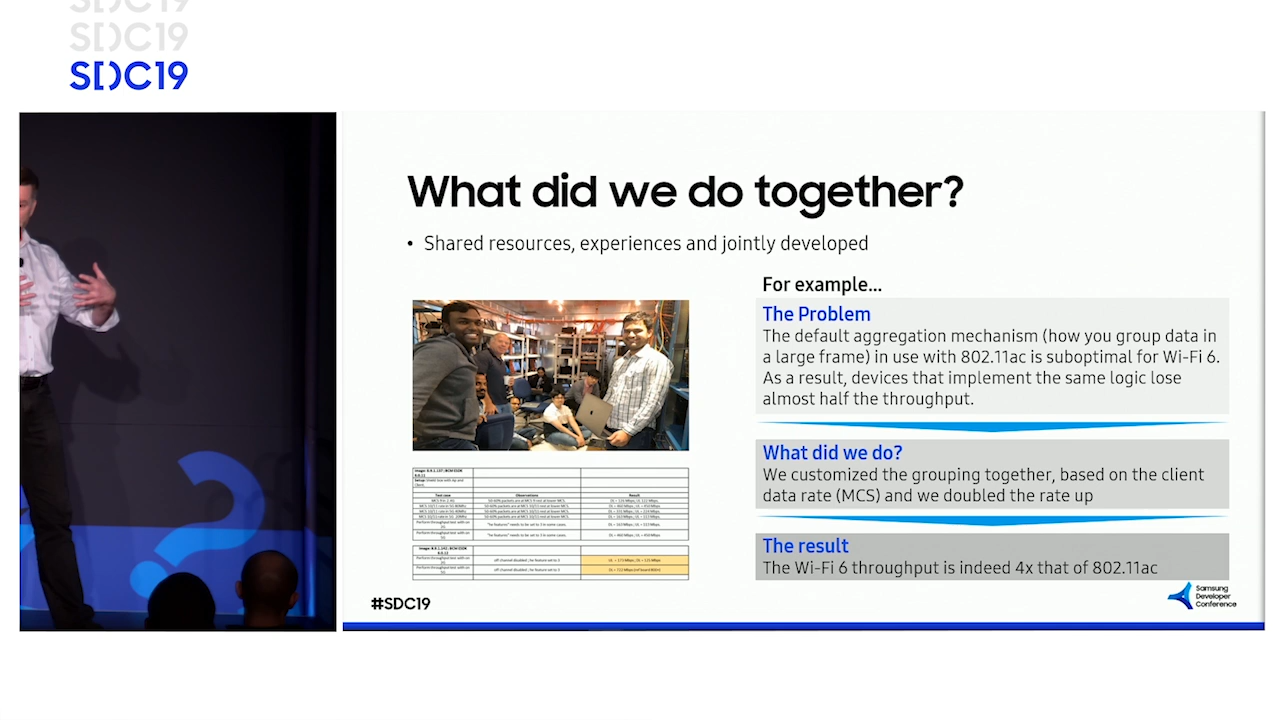 SDC19
SDC19
SDC19
What did we do together?
• Shared resources, experiences and jointly developed
For example...
The Problem
The default aggregation mechanism (how you group data in
a large frame) in use with 802.11ac is suboptimal for Wi-Fi 6.
As a result, devices that implement the same logic lose
almost half the throughput.
What did we do?
We customized the grouping together, based on the client
data rate (MCS) and we doubled the rate up
The result
The Wi-Fi 6 throughput is indeed 4x that of 802.11ac
Test case Observations Result
#SDC19
Samsung
Developer
Conference